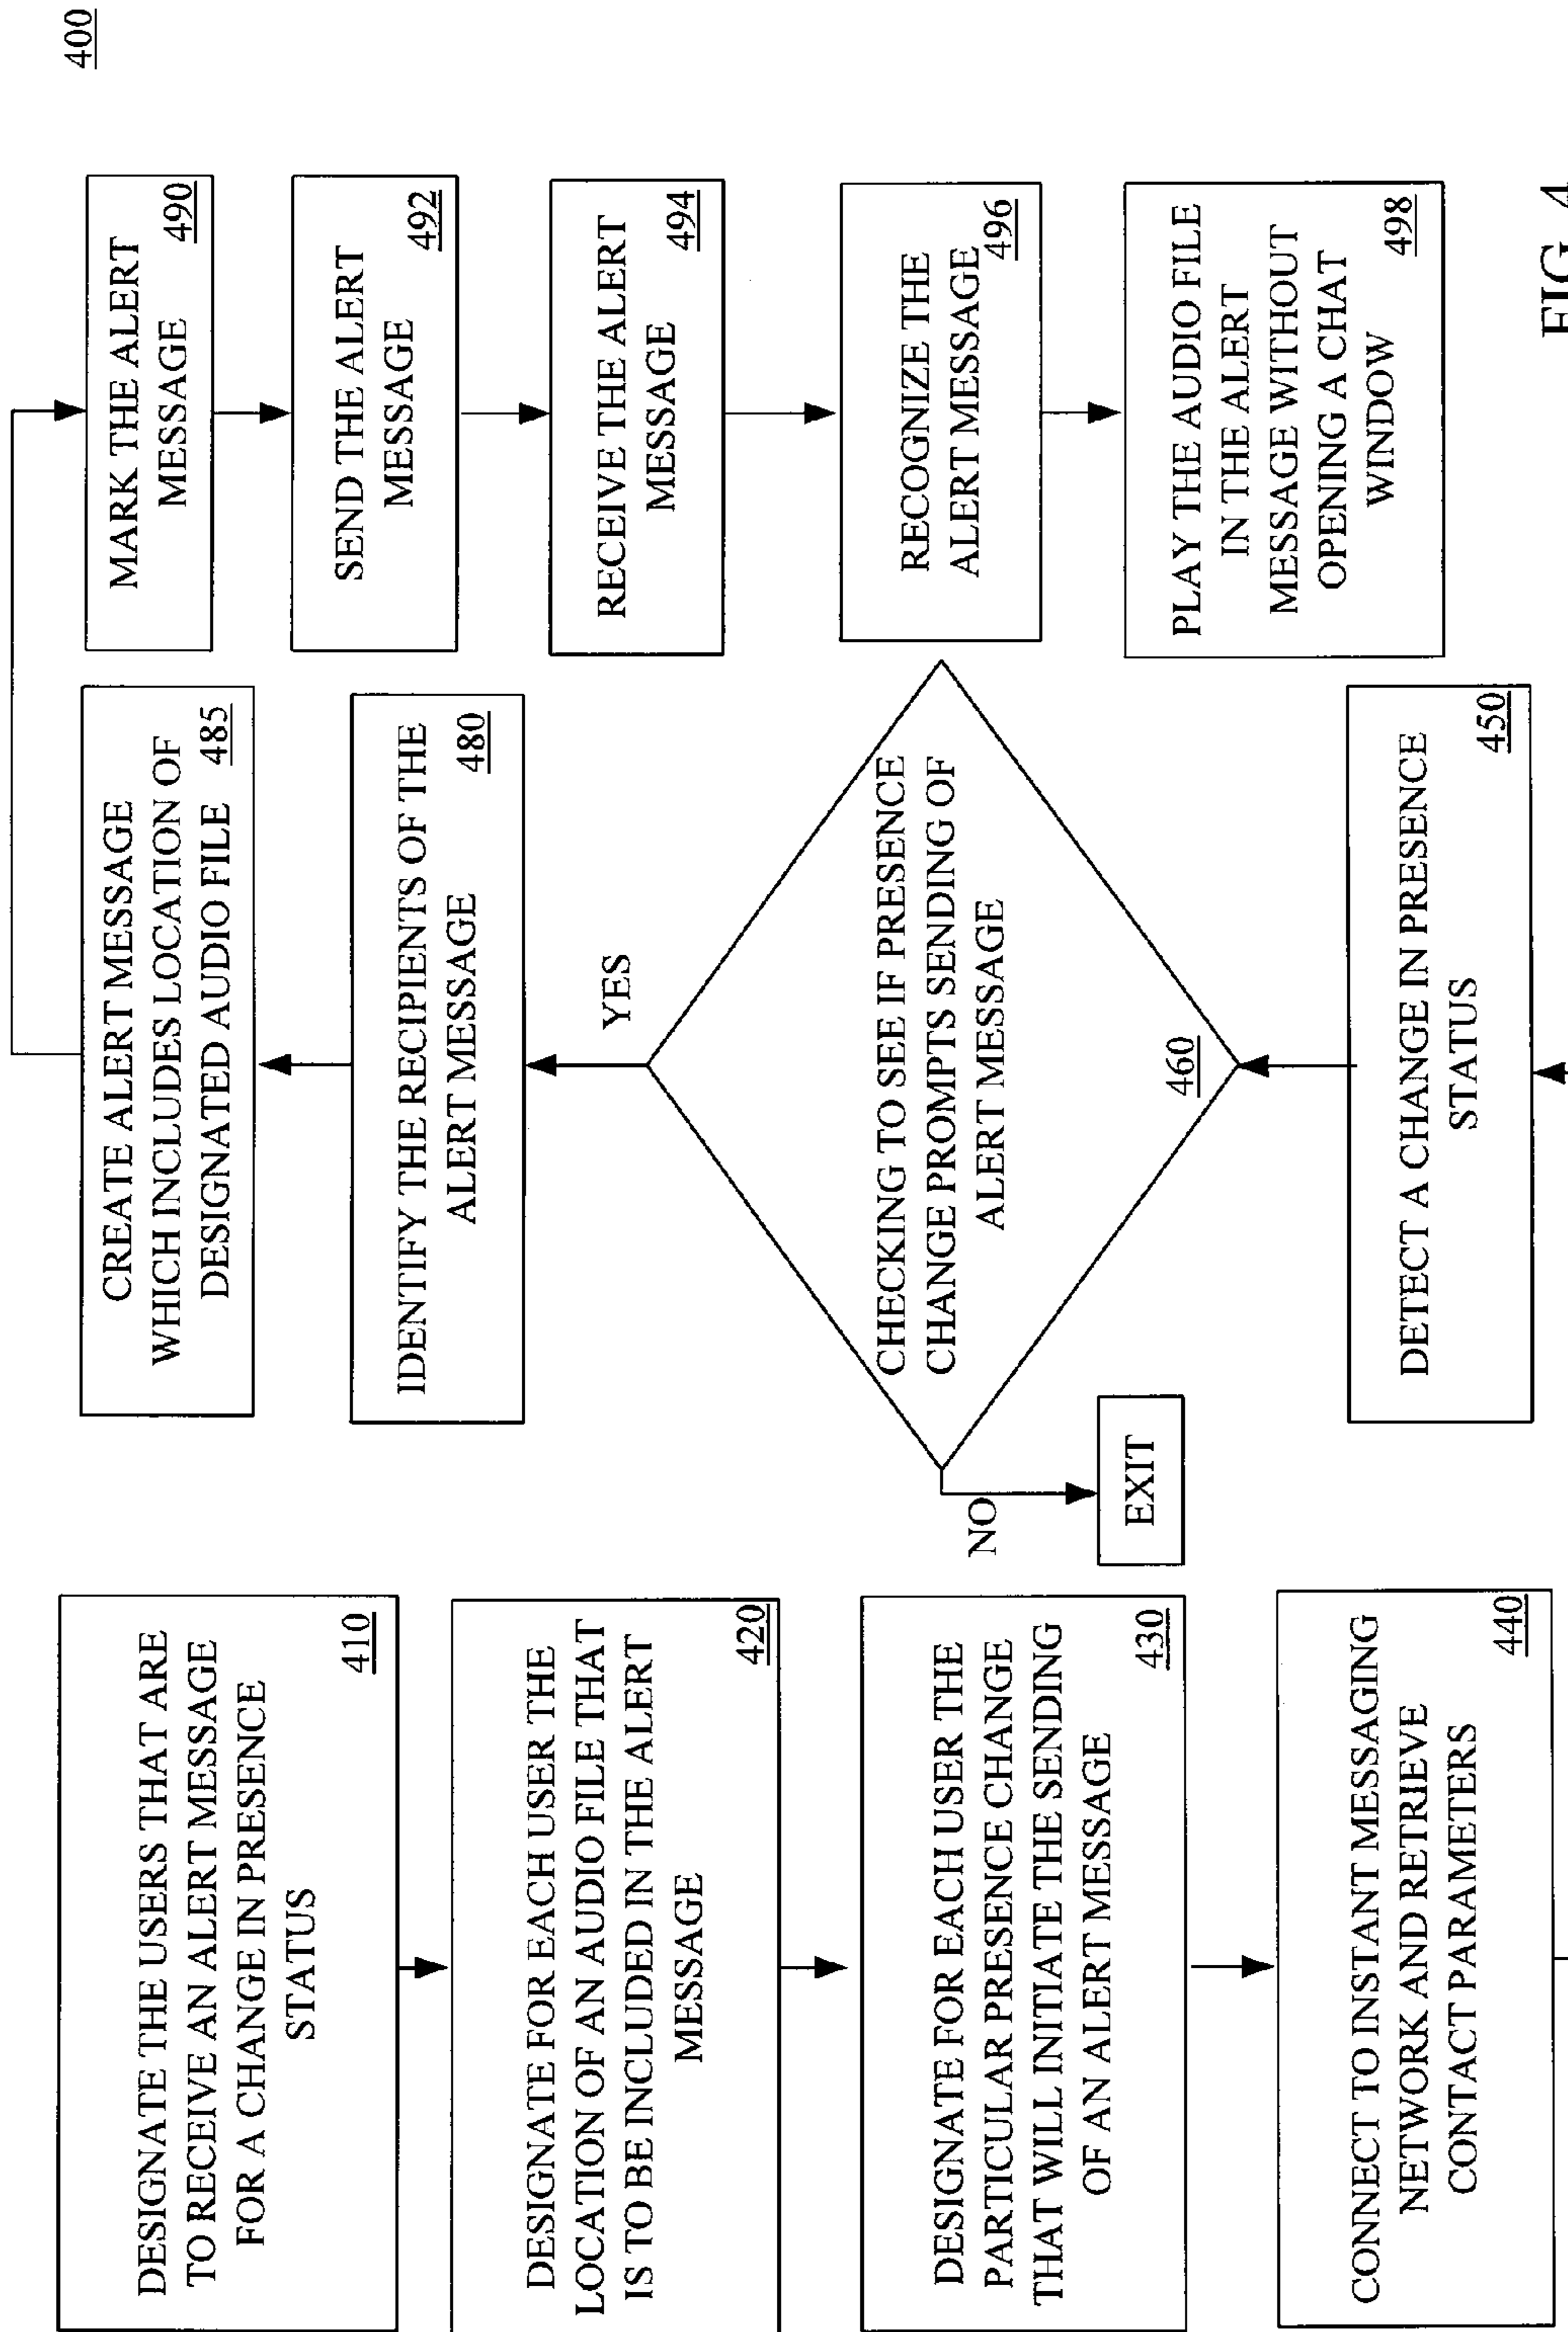 400
DESIGNATE THE USERS THAT ARE
TO RECEIVE AN ALERT MESSAGE
FOR A CHANGE IN PRESENCE
STATUS
410
DESIGNATE FOR EACH USER THE
LOCATION OF AN AUDIO FILE THAT
IS TO BE INCLUDED IN THE ALERT
MESSAGE
420
DESIGNATE FOR EACH USER THE
PARTICULAR PRESENCE CHANGE
THAT WILL INITIATE THE SENDING
OF AN ALERT MESSAGE
430
CONNECT TO INSTANT MESSAGING
NETWORK AND RETRIEVE
CONTACT PARAMETERS
440
DETECT A CHANGE IN PRESENCE
STATUS
450
CHECKING TO SEE IF PRESENCE
CHANGE PROMPTS SENDING OF
ALERT MESSAGE
460
NO
EXIT
YES
IDENTIFY THE RECIPIENTS OF THE
ALERT MESSAGE
480
CREATE ALERT MESSAGE
WHICH INCLUDES LOCATION OF
DESIGNATED AUDIO FILE
485
MARK THE ALERT
MESSAGE
490
SEND THE ALERT
MESSAGE
492
RECEIVE THE ALERT
MESSAGE
494
RECOGNIZE THE
ALERT MESSAGE
496
PLAY THE AUDIO FILE
IN THE ALERT
MESSAGE WITHOUT
OPENING A CHAT
WINDOW
498
FIG 4